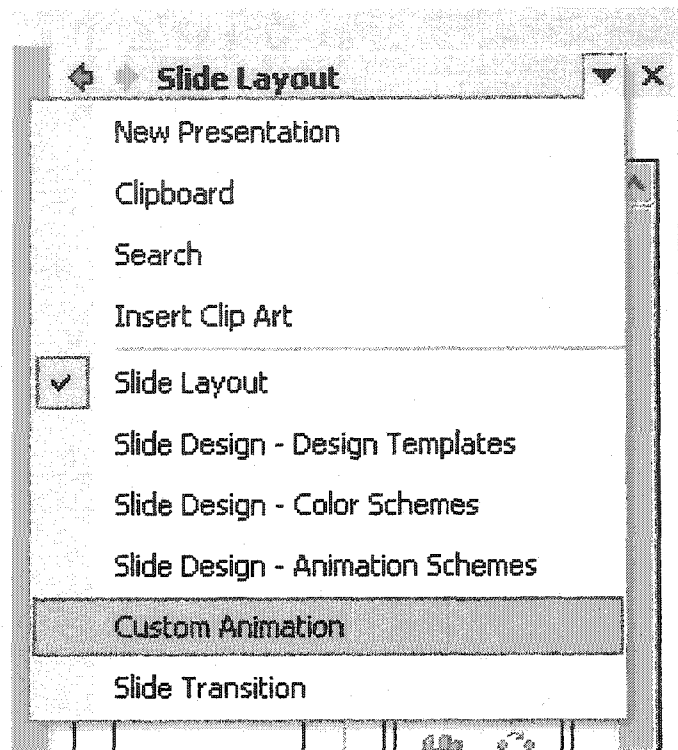 Slide Layout
New Presentation
Clipboard
Search
Insert Clip Art
Slide Layout
Slide Design - Design Templates
Slide Design - Color Schemes
Slide Design - Animation Schemes
Custom Animation
Slide Transition